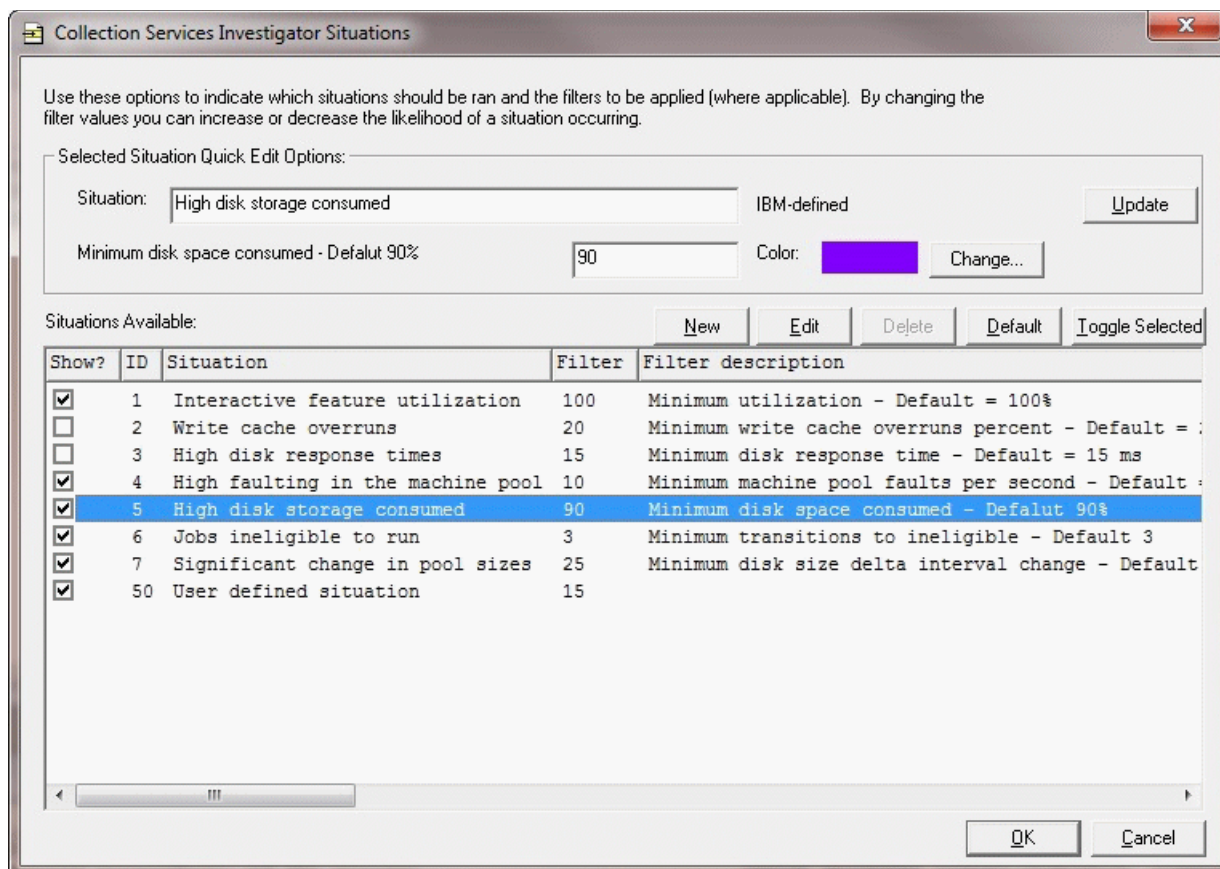 Collection Services Investigator Situations
Use these options to indicate which situations should be ran and the filters to be applied (where applicable). By changing the
filter values you can increase or decrease the likelihood of a situation occurring.
Selected Situation Quick Edit Options:
Situation: High disk storage consumed IBM-defined Update
Minimum disk space consumed - Defalut 90% 90 Color: Change...
Situations Available: New Edit Delete Default Toggle Selected
Show? ID Situation Filter Filter description
1 Interactive feature utilization 100 Minimum utilization - Default = 100%
2 Write cache overruns 20 Minimum write cache overruns percent - Default =
3 High disk response times 15 Minimum disk response time - Default = 15 ms
4 High faulting in the machine pool 10 Minimum machine pool faults per second - Default
5 High disk storage consumed 90 Minimum disk space consumed - Defalut 90%
6 Jobs ineligible to run 3 Minimum transitions to ineligible - Default 3
7 Significant change in pool sizes 25 Minimum disk size delta interval change - Default
50 User defined situation 15
OK Cancel